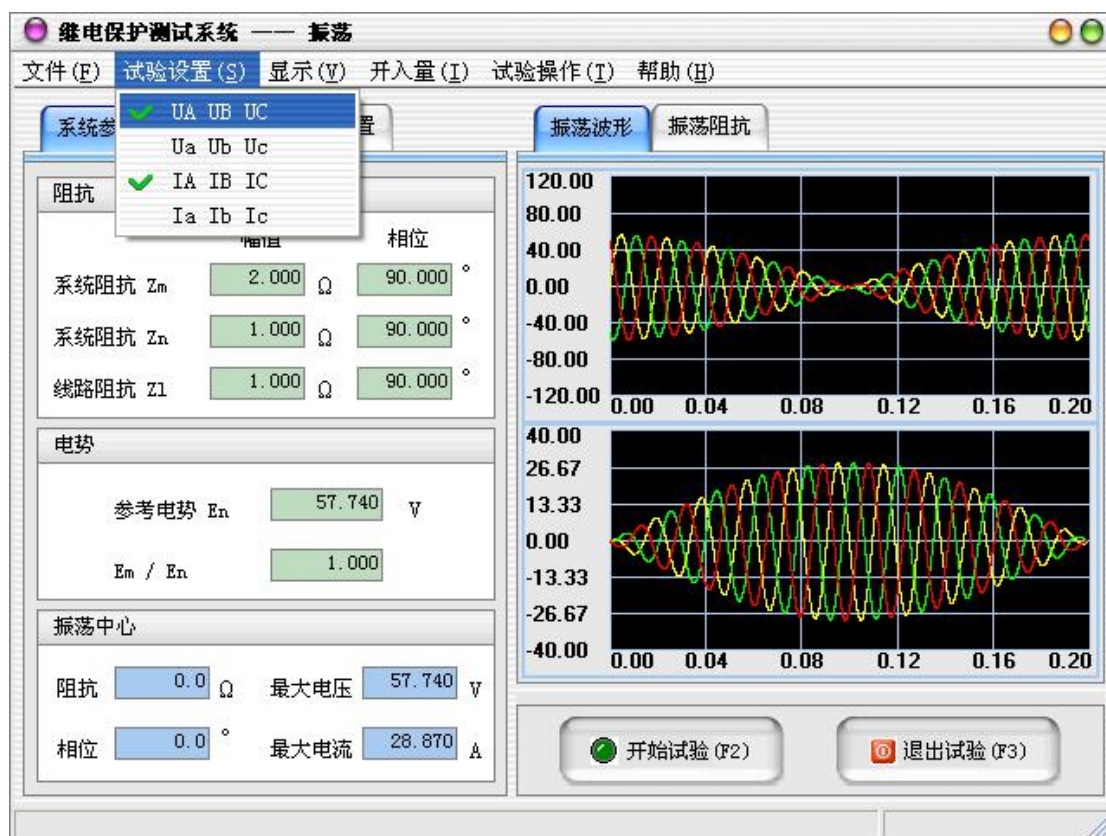 继电保护测试系统 —— 振荡
文件(F) 试验设置(S) 显示(V) 开入量(I) 试验操作(T) 帮助(H)
UA UB UC
Ua Ub Uc
IA IB IC
Ia Ib Ic
系统参 置
阻抗
幅值 相位
系统阻抗 Zm 2.000 Ω 90.000 °
系统阻抗 Zn 1.000 Ω 90.000 °
线路阻抗 Zl 1.000 Ω 90.000 °
电势
参考电势 En 57.740 V
Em / En 1.000
振荡中心
阻抗 0.0 Ω 最大电压 57.740 V
相位 0.0 ° 最大电流 28.870 A
振荡波形 振荡阻抗
120.00
80.00
40.00
0.00
-40.00
-80.00
-120.00
0.00 0.04 0.08 0.12 0.16 0.20
40.00
26.67
13.33
0.00
-13.33
-26.67
-40.00
0.00 0.04 0.08 0.12 0.16 0.20
开始试验(F2) 退出试验(F3)